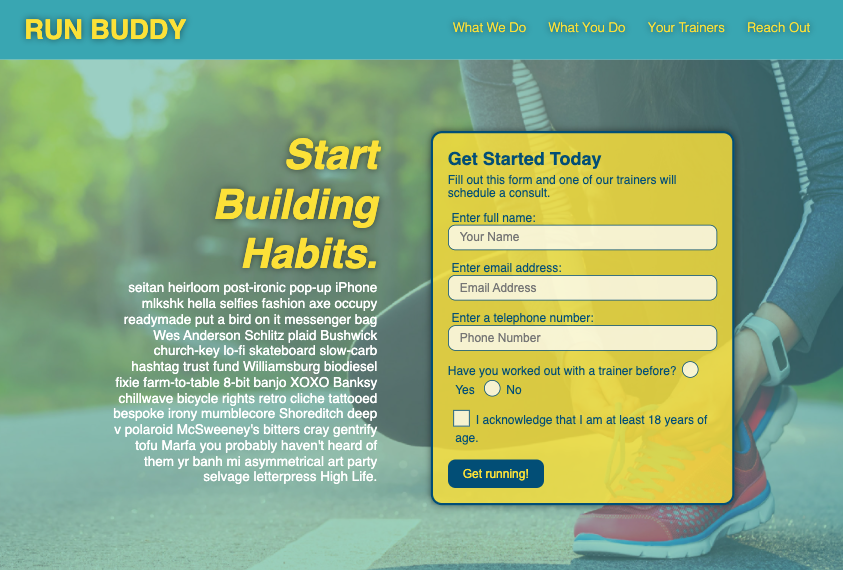 RUN BUDDY
What We Do
What You Do
Your Trainers
Reach Out
Start
Building
Habits.
seitan heirloom post-ironic pop-up iPhone
mlkshk hella selfies fashion axe occupy
readymade put a bird on it messenger bag
Wes Anderson Schlitz plaid Bushwick
church-key lo-fi skateboard slow-carb
hashtag trust fund Williamsburg biodiesel
fixie farm-to-table 8-bit banjo XOXO Banksy
chillwave bicycle rights retro cliche tattooed
bespoke irony mumblecore Shoreditch deep
v polaroid McSweeney's bitters cray gentrify
tofu Marfa you probably haven't heard of
them yr banh mi asymmetrical art party
selvage letterpress High Life.
Get Started Today
Fill out this form and one of our trainers will
schedule a consult.
Enter full name:
Your Name
Enter email address:
Email Address
Enter a telephone number:
Phone Number
Have you worked out with a trainer before?
Yes
No
I acknowledge that I am at least 18 years of
age.
Get running!